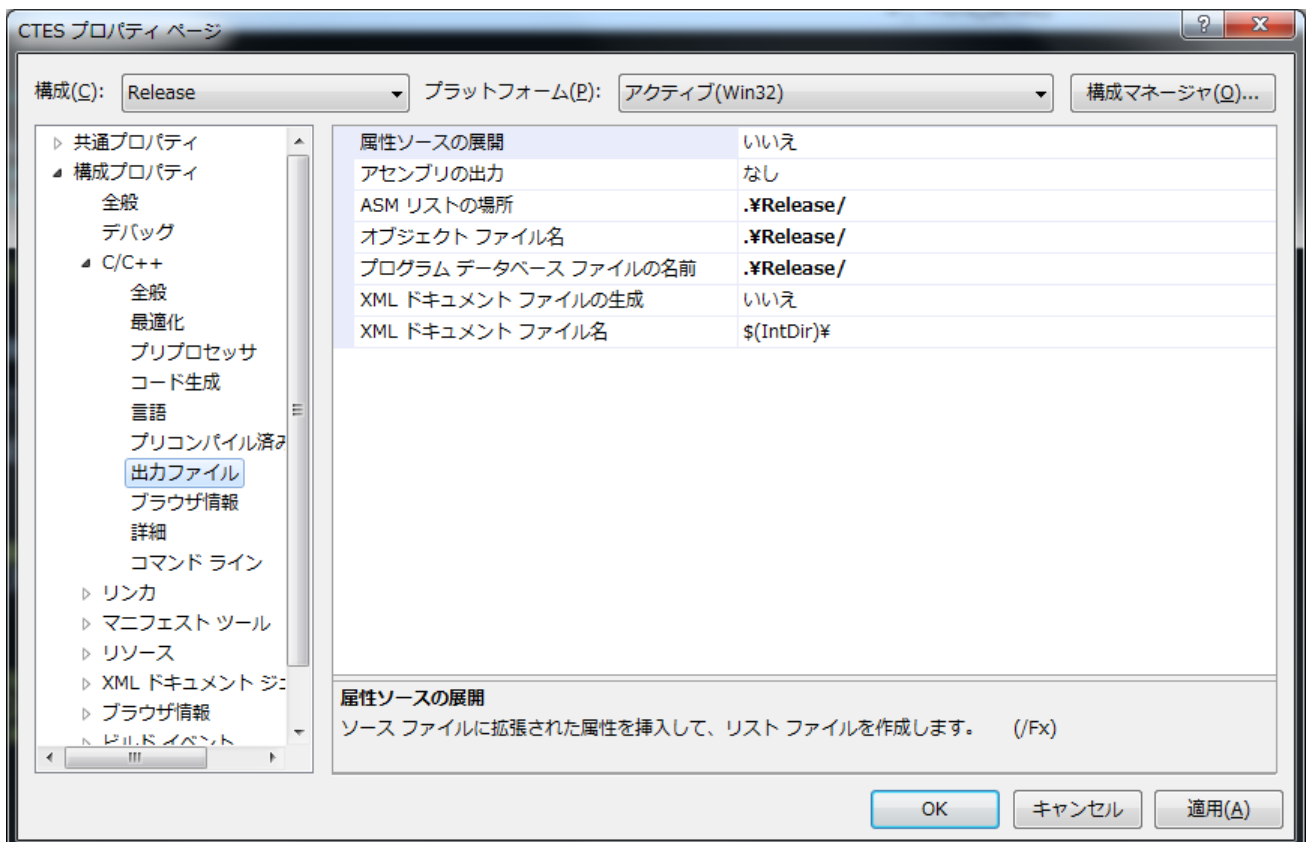 CTES プロパティ ページ
構成(C): Release プラットフォーム(P): アクティブ(Win32) 構成マネージャ(O)...
共通プロパティ
構成プロパティ
全般
デバッグ
C/C++
全般
最適化
プリプロセッサ
コード生成
言語
プリコンパイル済み
出力ファイル
ブラウザ情報
詳細
コマンド ライン
リンカ
マニフェスト ツール
リソース
XML ドキュメント ジェ
ブラウザ情報
ビルド イベント
属性ソースの展開 いいえ
アセンブリの出力 なし
ASM リストの場所 .¥Release/
オブジェクト ファイル名 .¥Release/
プログラム データベース ファイルの名前 .¥Release/
XML ドキュメント ファイルの生成 いいえ
XML ドキュメント ファイル名 $(IntDir)¥
属性ソースの展開
ソース ファイルに拡張された属性を挿入して、リスト ファイルを作成します。 (/Fx)
OK キャンセル 適用(A)